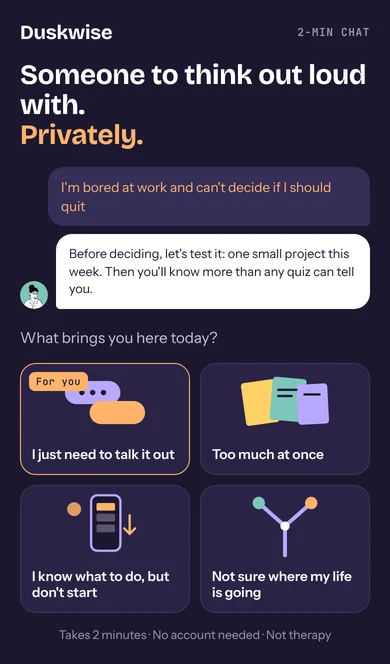 Duskwise
2-MIN CHAT
Someone to think out loud
with.
Privately.
I'm bored at work and can't decide if I should
quit
Before deciding, let's test it: one small project this
week. Then you'll know more than any quiz can tell
you.
What brings you here today?
For you
I just need to talk it out
Too much at once
I know what to do, but
don't start
Not sure where my life
is going
Takes 2 minutes · No account needed · Not therapy